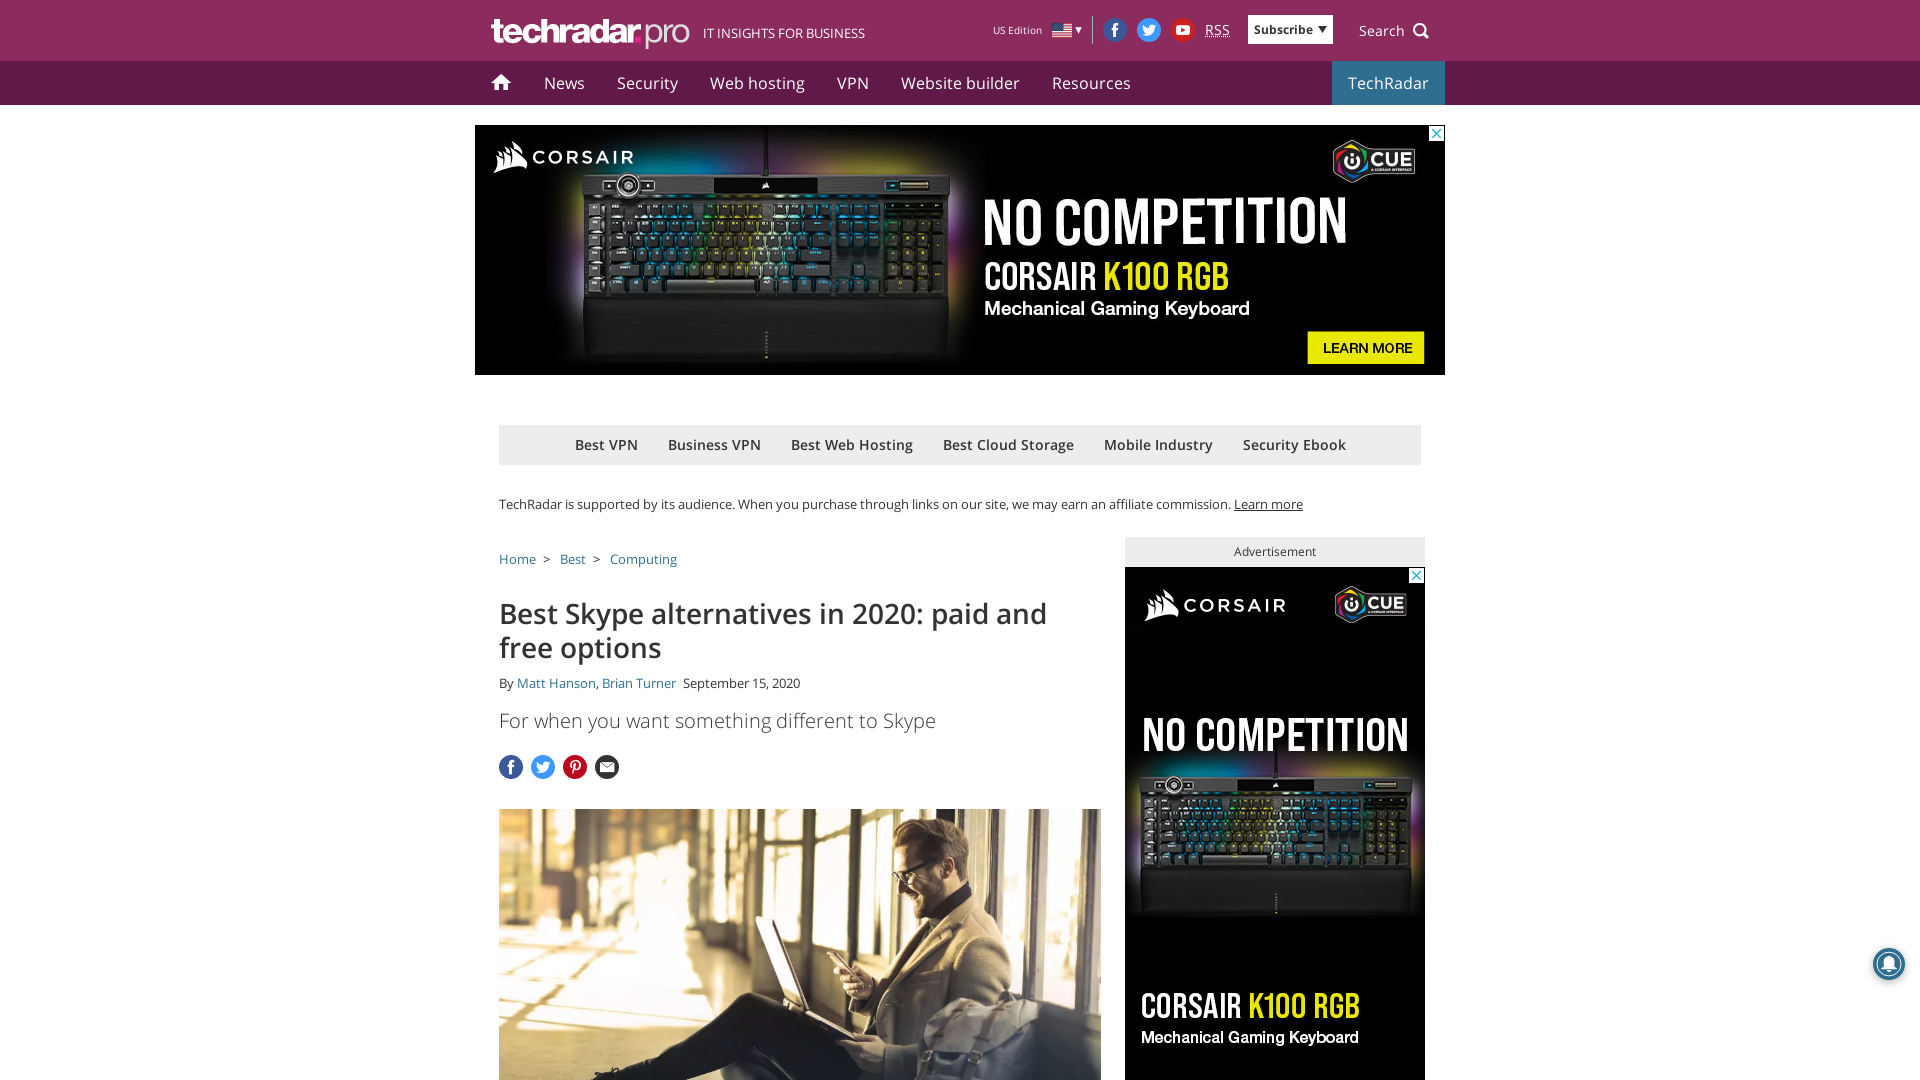 techradar.pro IT INSIGHTS FOR BUSINESS
US Edition RSS Subscribe Search
News Security Web hosting VPN Website builder Resources TechRadar
CORSAIR
iCUE
NO COMPETITION
CORSAIR K100 RGB
Mechanical Gaming Keyboard
LEARN MORE
Best VPN Business VPN Best Web Hosting Best Cloud Storage Mobile Industry Security Ebook
TechRadar is supported by its audience. When you purchase through links on our site, we may earn an affiliate commission. Learn more
Home > Best > Computing
Best Skype alternatives in 2020: paid and
free options
By Matt Hanson, Brian Turner September 15, 2020
For when you want something different to Skype
Advertisement
CORSAIR
iCUE
NO COMPETITION
CORSAIR K100 RGB
Mechanical Gaming Keyboard